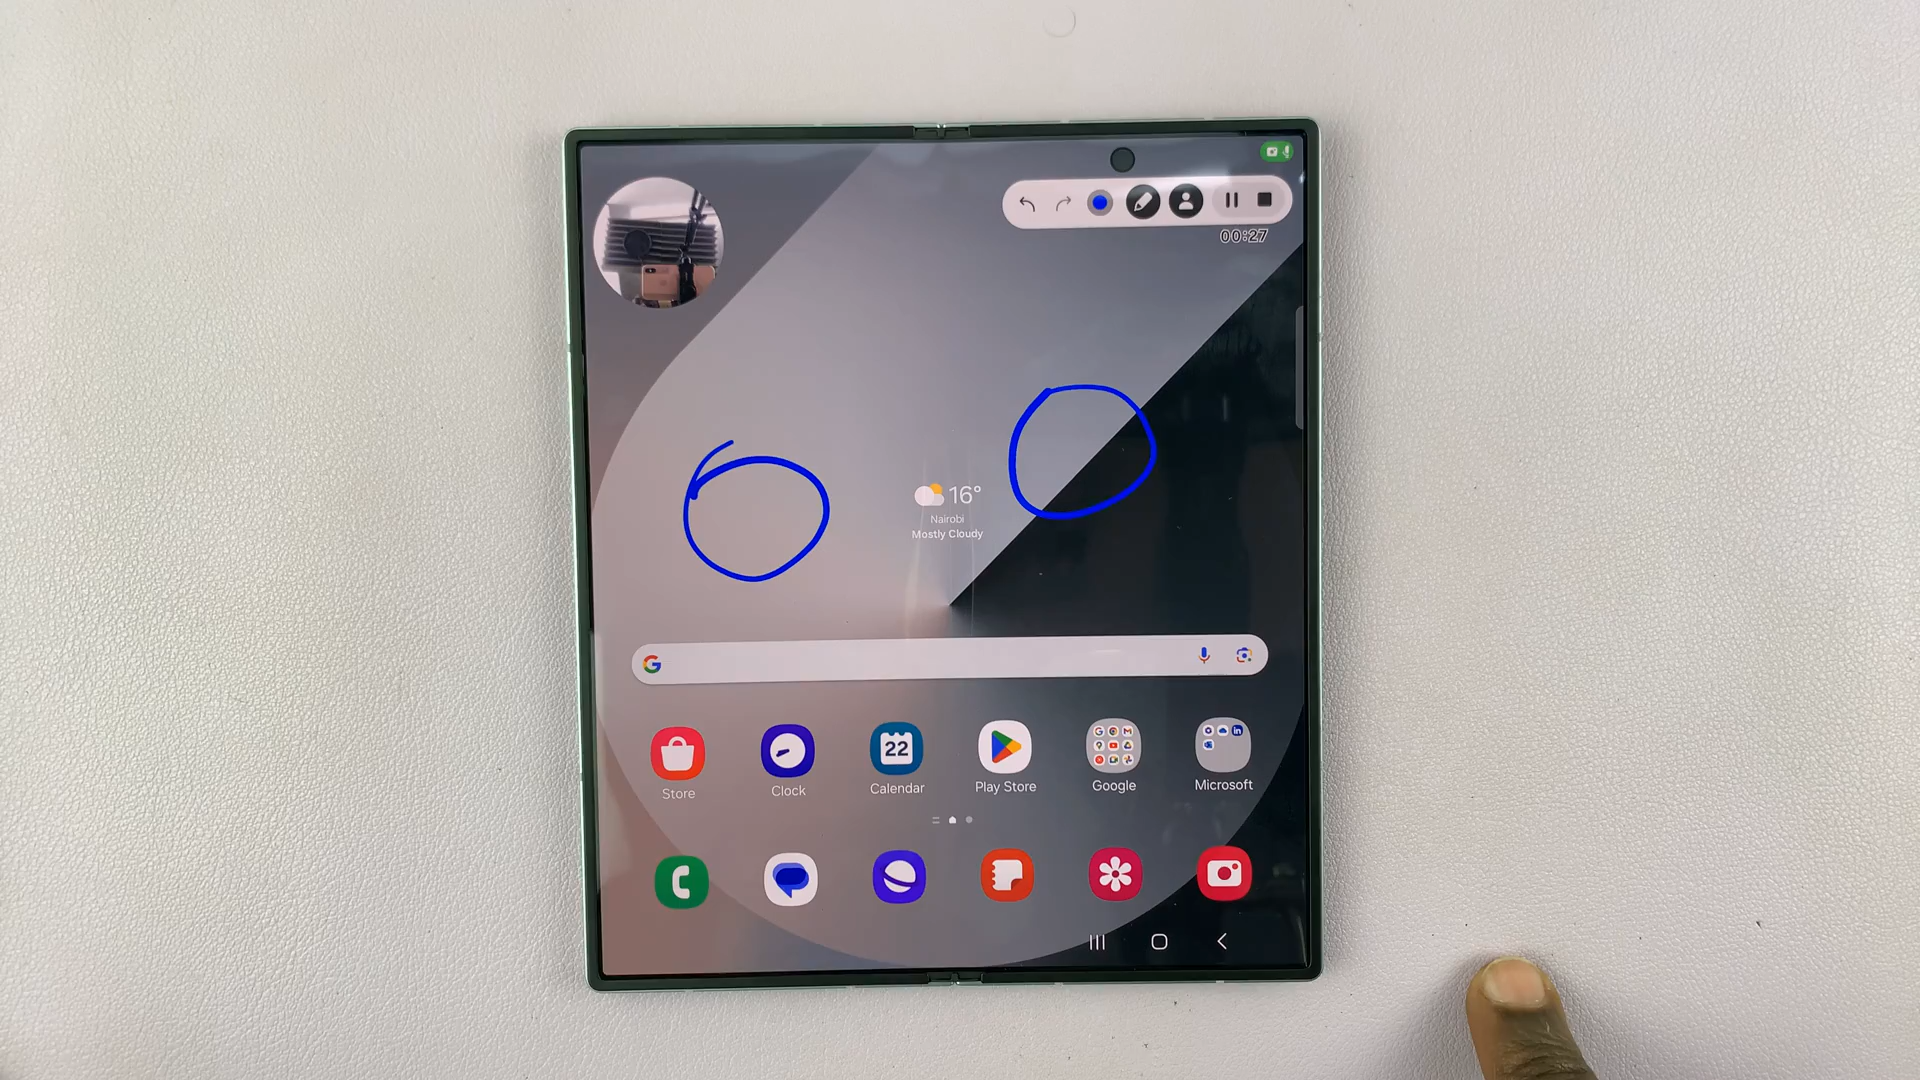 00:27
16°
Nairobi
Mostly Cloudy
G
22
Store
Clock
Calendar
Play Store
Google
Microsoft